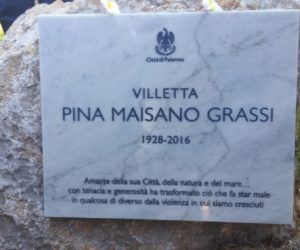 Città di Palermo
VILLETTA
PINA MAISANO GRASSI
1928-2016
Amante della sua Città, della natura e del mare...
con tenacia e generosità ha trasformato ciò che fa star male
in qualcosa di diverso dalla violenza in cui siamo cresciuti